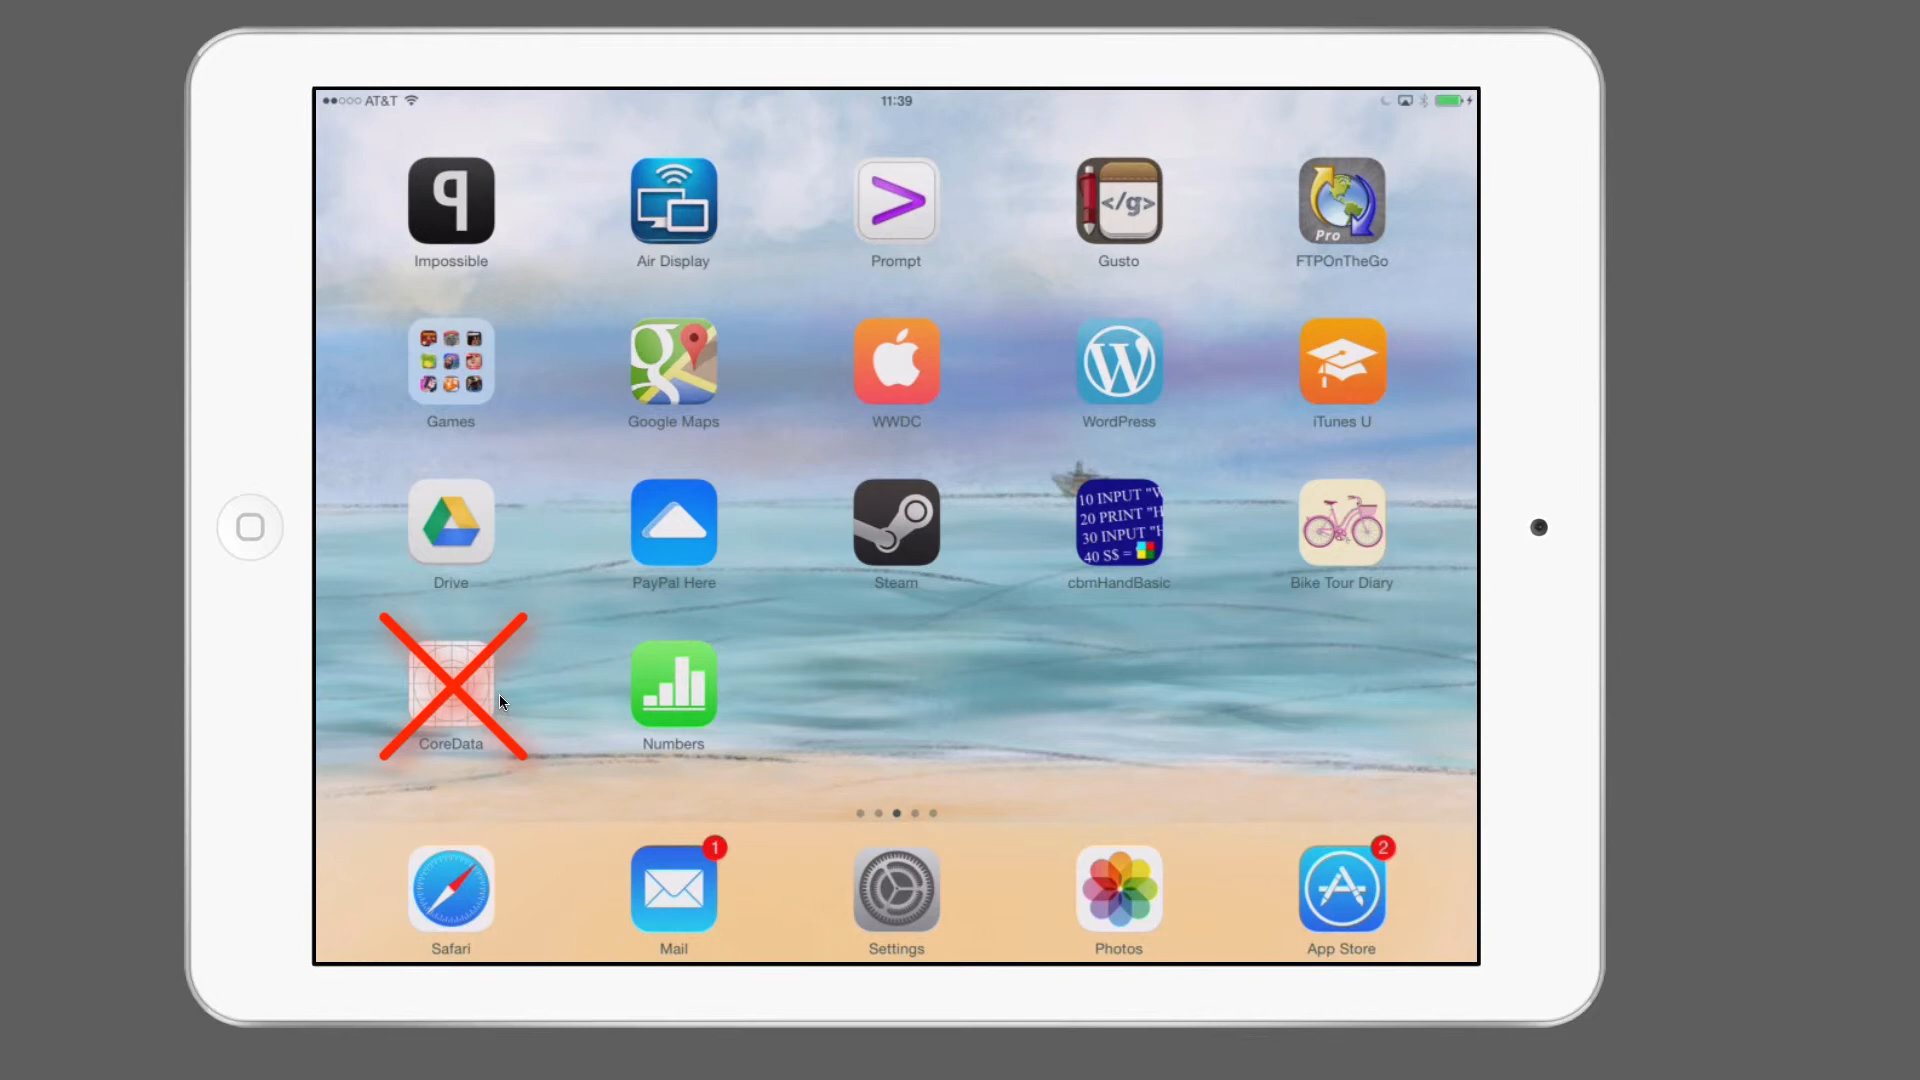 AT&T 11:39
Impossible Air Display Prompt Gusto FTPOnTheGo
</g>
Pro
Games Google Maps WWDC WordPress iTunes U
10 INPUT "W
20 PRINT "H
30 INPUT "H
40 S$ =
Drive PayPal Here Steam cbmHandBasic Bike Tour Diary
CoreData Numbers
1
2
Safari Mail Settings Photos App Store